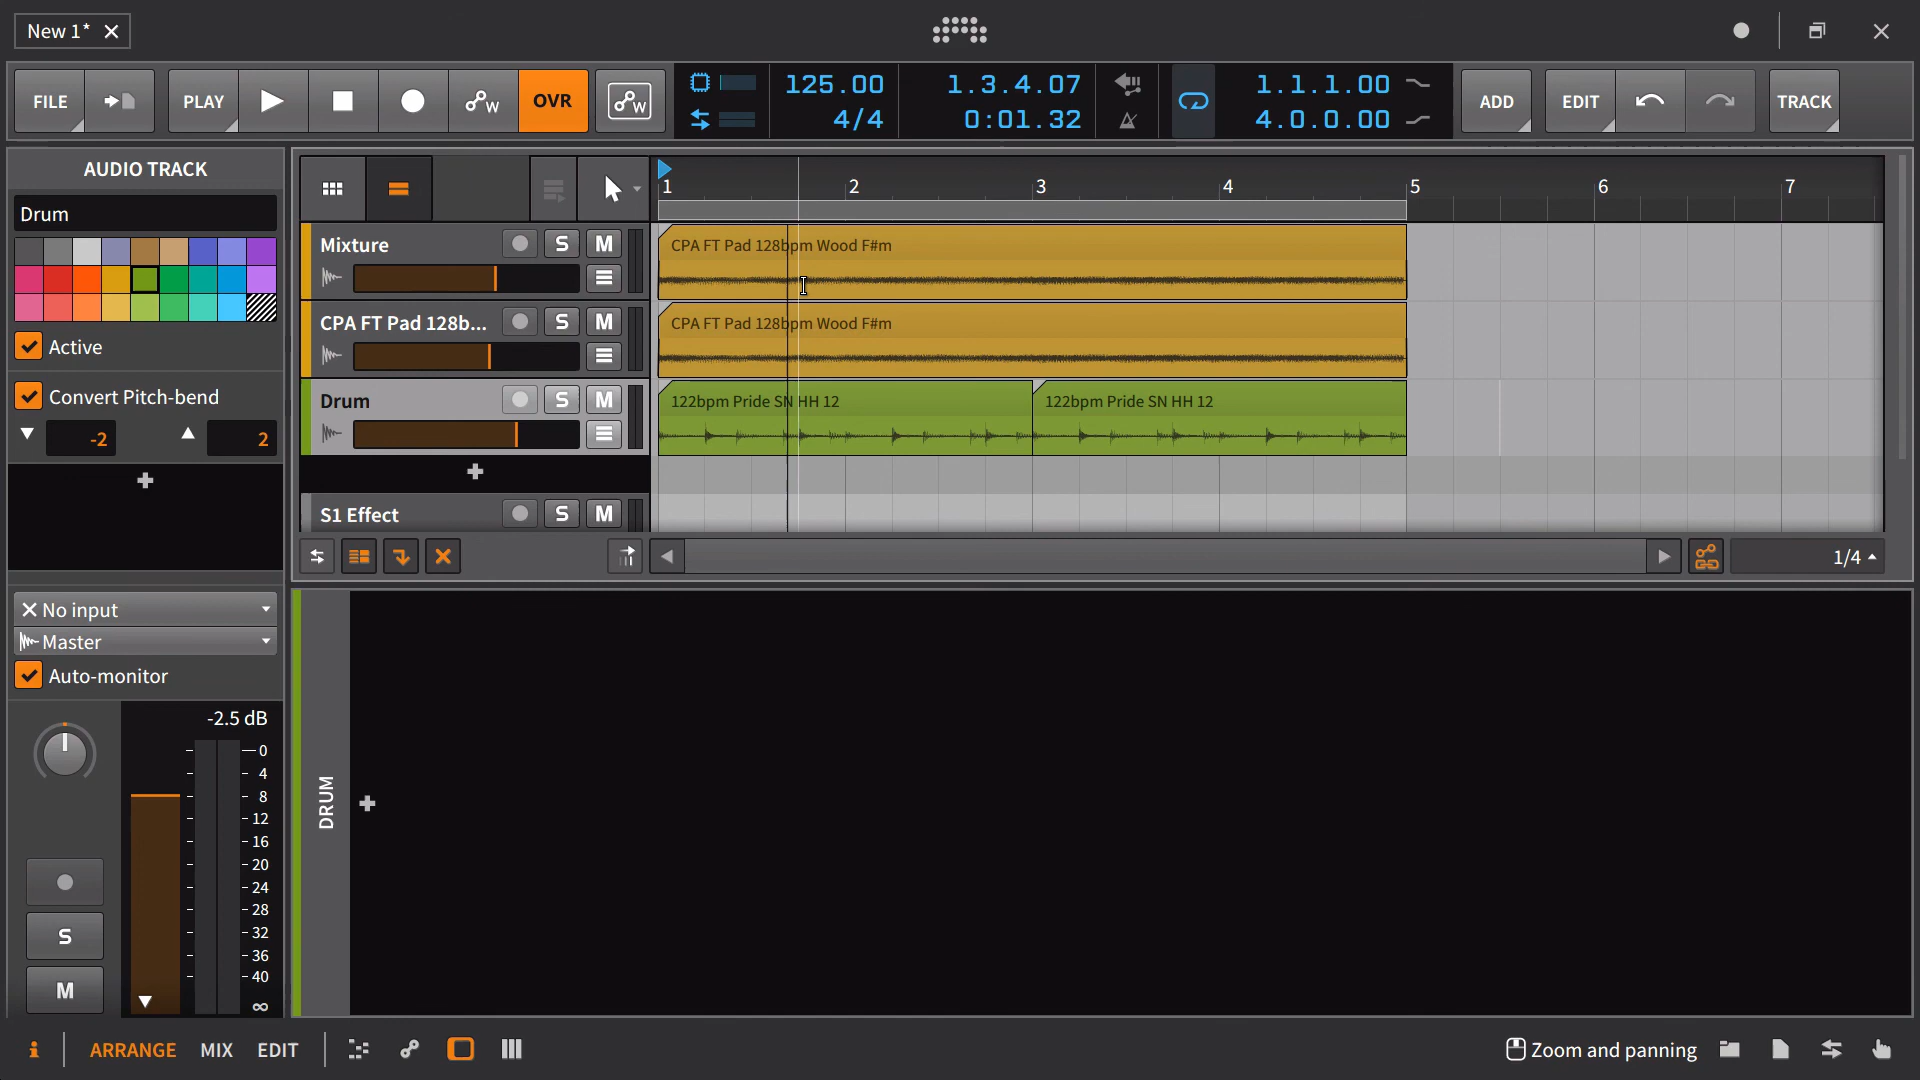 New 1*
FILE
PLAY
OVR
125.00
4/4
1.3.4.07
0:01.32
1.1.1.00
4.0.0.00
ADD
EDIT
TRACK
AUDIO TRACK
Drum
Active
Convert Pitch-bend
-2
2
No input
Master
Auto-monitor
-2.5 dB
0
4
8
12
16
20
24
28
32
36
40
∞
S
M
1 2 3 4 5 6 7
Mixture S M
CPA FT Pad 128bpm Wood F#m
CPA FT Pad 128b... S M
CPA FT Pad 128bpm Wood F#m
Drum S M
122bpm Pride SN HH 12
122bpm Pride SN HH 12
S1 Effect S M
1/4
DRUM
i
ARRANGE
MIX
EDIT
Zoom and panning